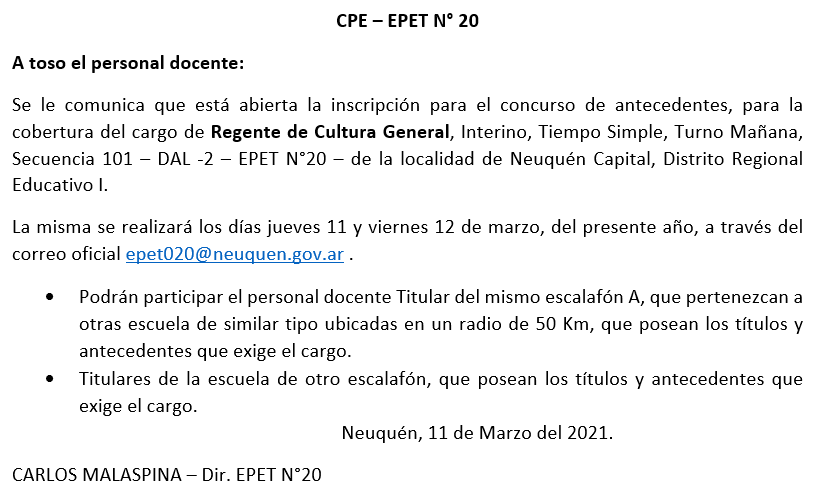 CPE – EPET N° 20
A toso el personal docente:
Se le comunica que está abierta la inscripción para el concurso de antecedentes, para la
cobertura del cargo de Regente de Cultura General, Interino, Tiempo Simple, Turno Mañana,
Secuencia 101 – DAL -2 – EPET N°20 – de la localidad de Neuquén Capital, Distrito Regional
Educativo I.
La misma se realizará los días jueves 11 y viernes 12 de marzo, del presente año, a través del
correo oficial epet020@neuquen.gov.ar .
• Podrán participar el personal docente Titular del mismo escalafón A, que pertenezcan a
otras escuela de similar tipo ubicadas en un radio de 50 Km, que posean los títulos y
antecedentes que exige el cargo.
• Titulares de la escuela de otro escalafón, que posean los títulos y antecedentes que
exige el cargo.
Neuquén, 11 de Marzo del 2021.
CARLOS MALASPINA – Dir. EPET N°20